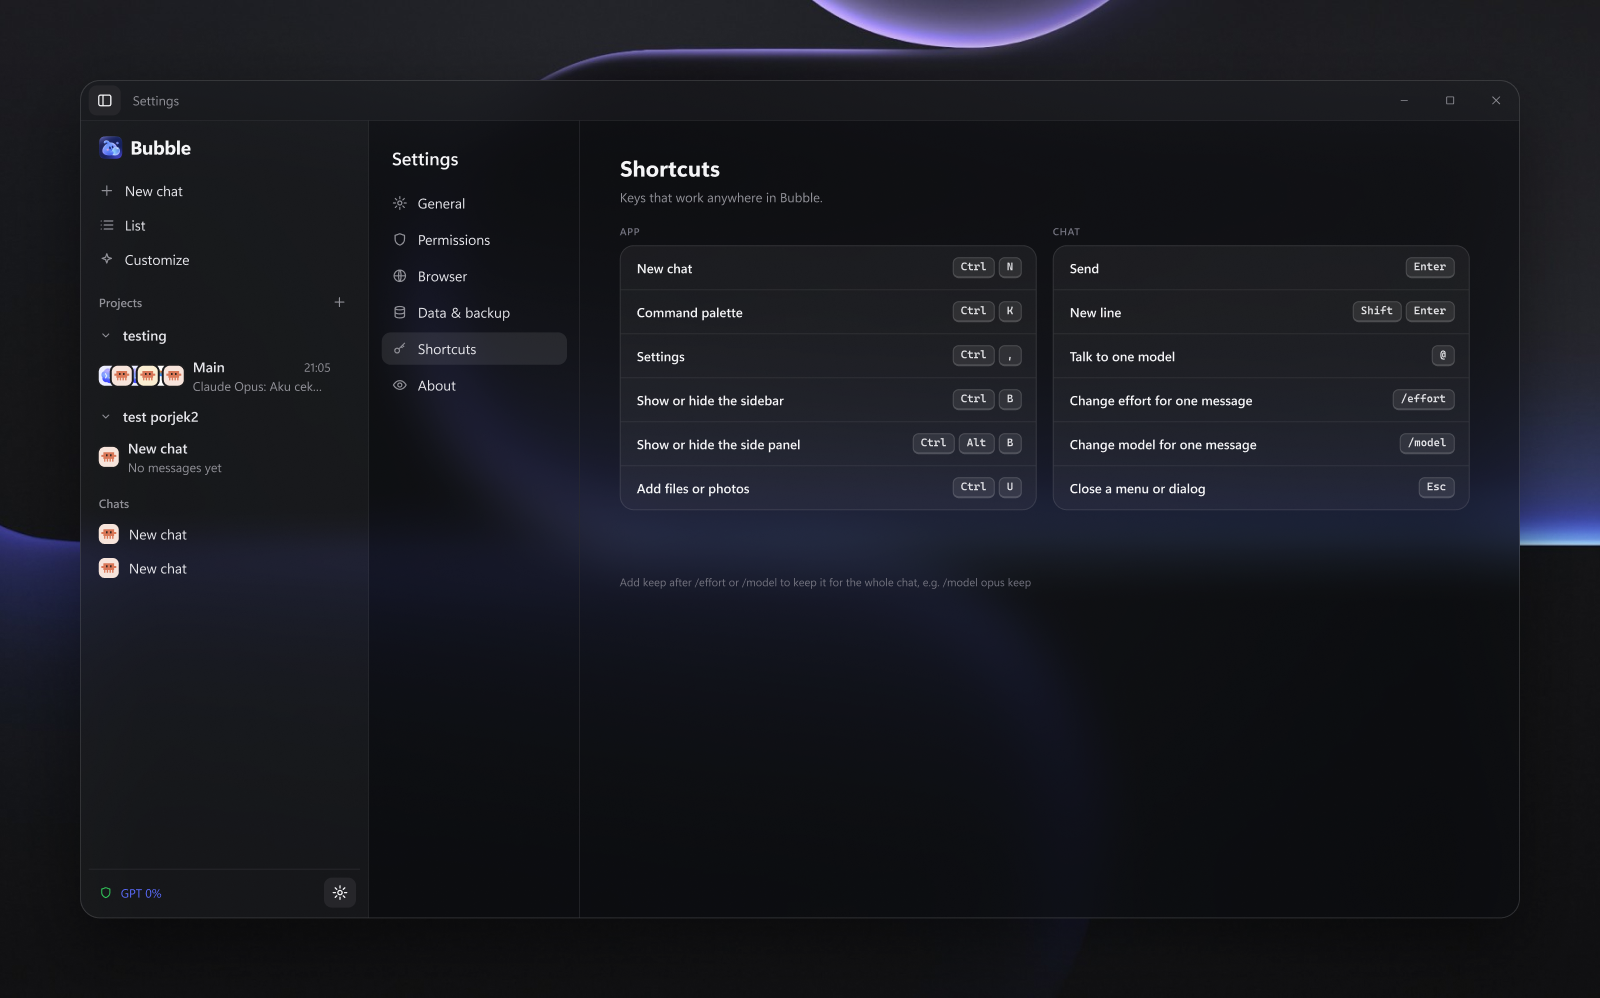 Settings
Bubble
New chat
List
Customize
Projects
testing
Main 21:05
Claude Opus: Aku cek...
test porjek2
New chat
No messages yet
Chats
New chat
New chat
GPT 0%
Settings
General
Permissions
Browser
Data & backup
Shortcuts
About
Shortcuts
Keys that work anywhere in Bubble.
APP
New chat Ctrl N
Command palette Ctrl K
Settings Ctrl ,
Show or hide the sidebar Ctrl B
Show or hide the side panel Ctrl Alt B
Add files or photos Ctrl U
CHAT
Send Enter
New line Shift Enter
Talk to one model @
Change effort for one message /effort
Change model for one message /model
Close a menu or dialog Esc
Add keep after /effort or /model to keep it for the whole chat, e.g. /model opus keep